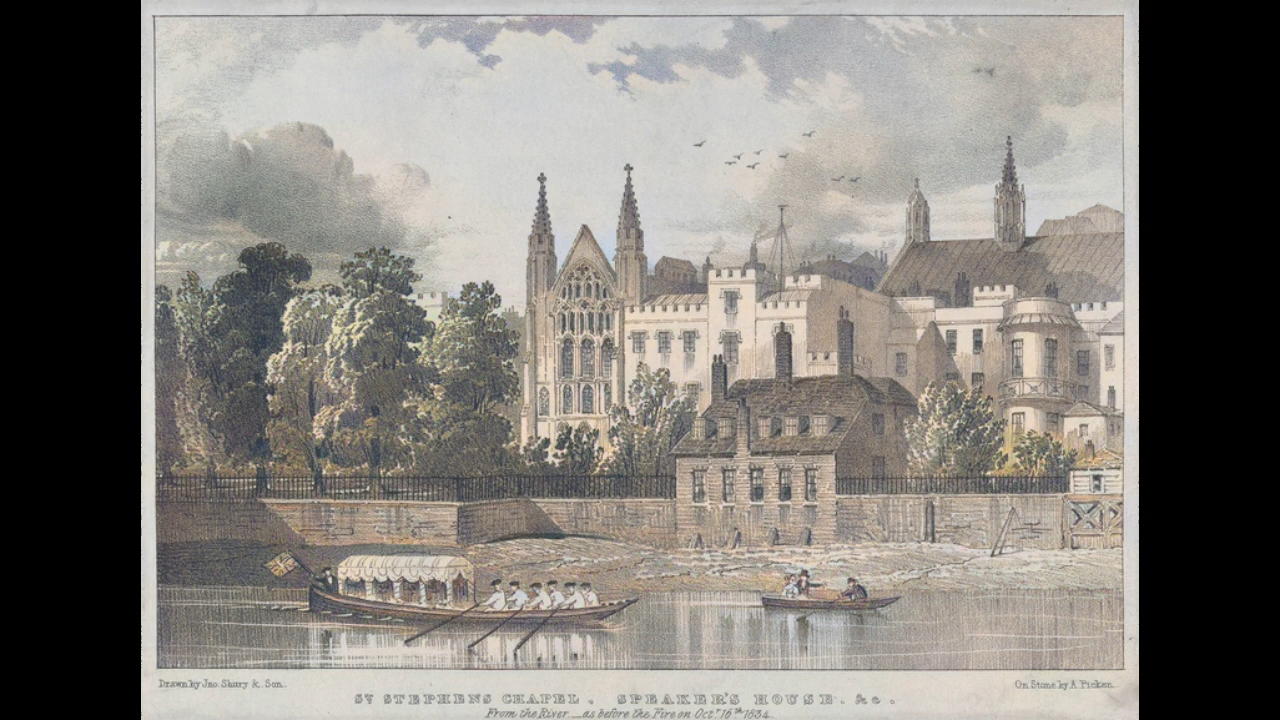 Drawn by Jno. Shury & Son.
On Stone by A. Picken.
ST STEPHENS CHAPEL, SPEAKER'S HOUSE. &c.
From the River _ as before the Fire on Octr. 16th 1834.